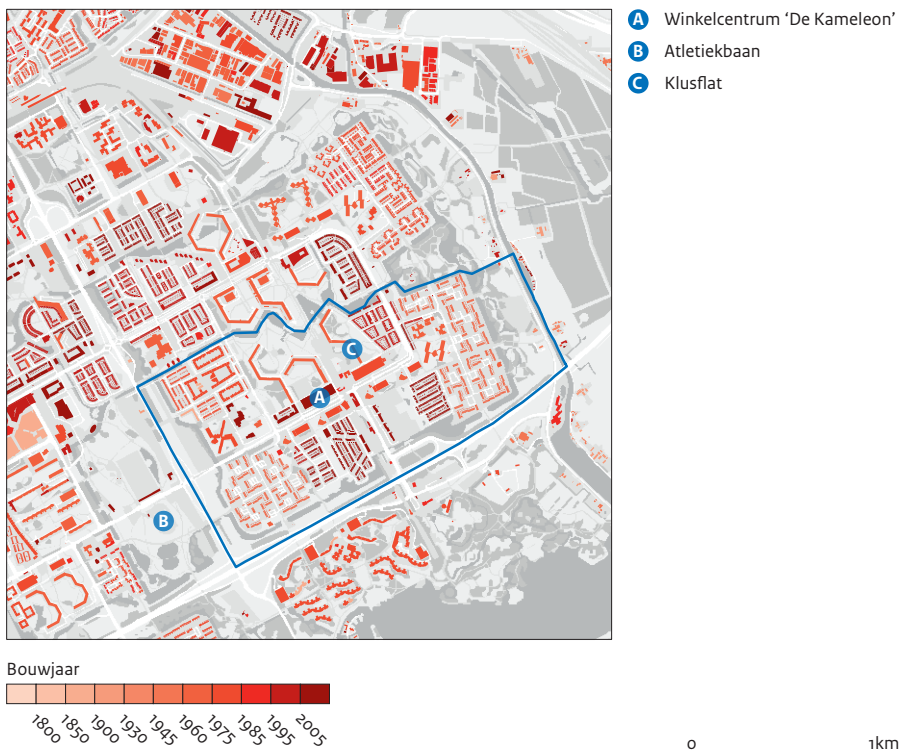 A Winkelcentrum ‘De Kameleon’
B Atletiekbaan
C Klusflat
C
A
B
Bouwjaar
1800 1850 1900 1930 1945 1960 1975 1985 1995 2005
0 1km